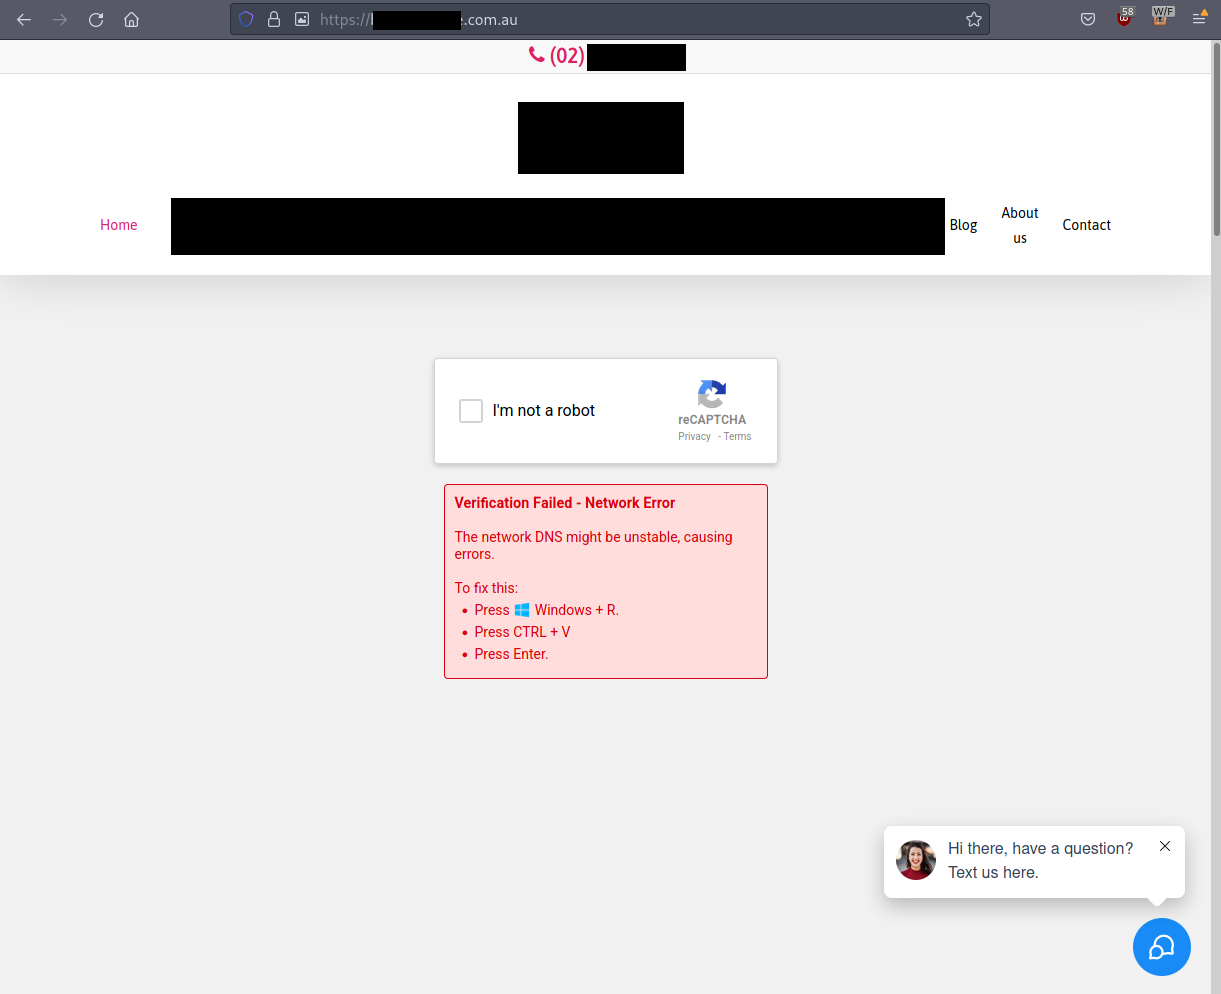 https://
.com.au
58
W/F
(02)
Home
Blog
About
us
Contact
I'm not a robot
reCAPTCHA
Privacy - Terms
Verification Failed - Network Error
The network DNS might be unstable, causing
errors.
To fix this:
• Press Windows + R.
• Press CTRL + V
• Press Enter.
Hi there, have a question?
Text us here.